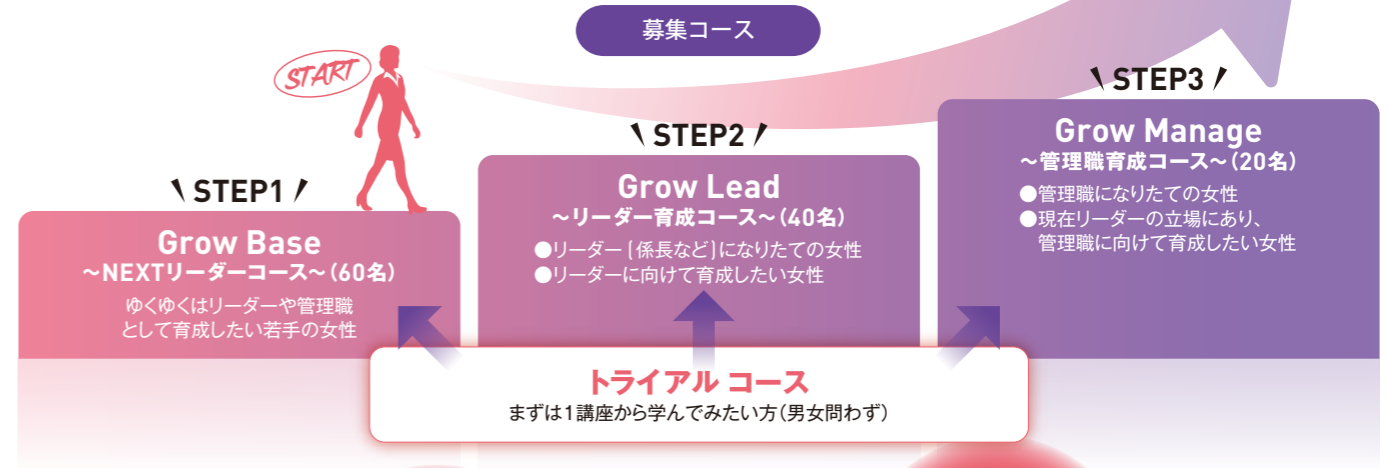 募集コース
START
\ STEP1 /
Grow Base
～NEXTリーダーコース～(60名)
ゆくゆくはリーダーや管理職
として育成したい若手の女性
\ STEP2 /
Grow Lead
～リーダー育成コース～(40名)
●リーダー[係長など]になりたての女性
●リーダーに向けて育成したい女性
\ STEP3 /
Grow Manage
～管理職育成コース～(20名)
●管理職になりたての女性
●現在リーダーの立場にあり、
管理職に向けて育成したい女性
トライアル コース
まずは1講座から学んでみたい方(男女問わず)